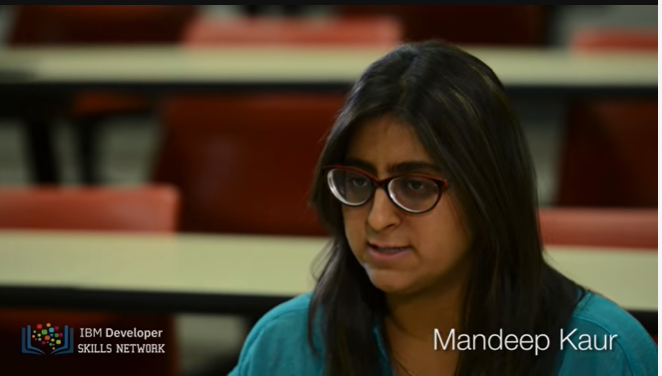 IBM Developer
SKILLS NETWORK
Mandeep Kaur